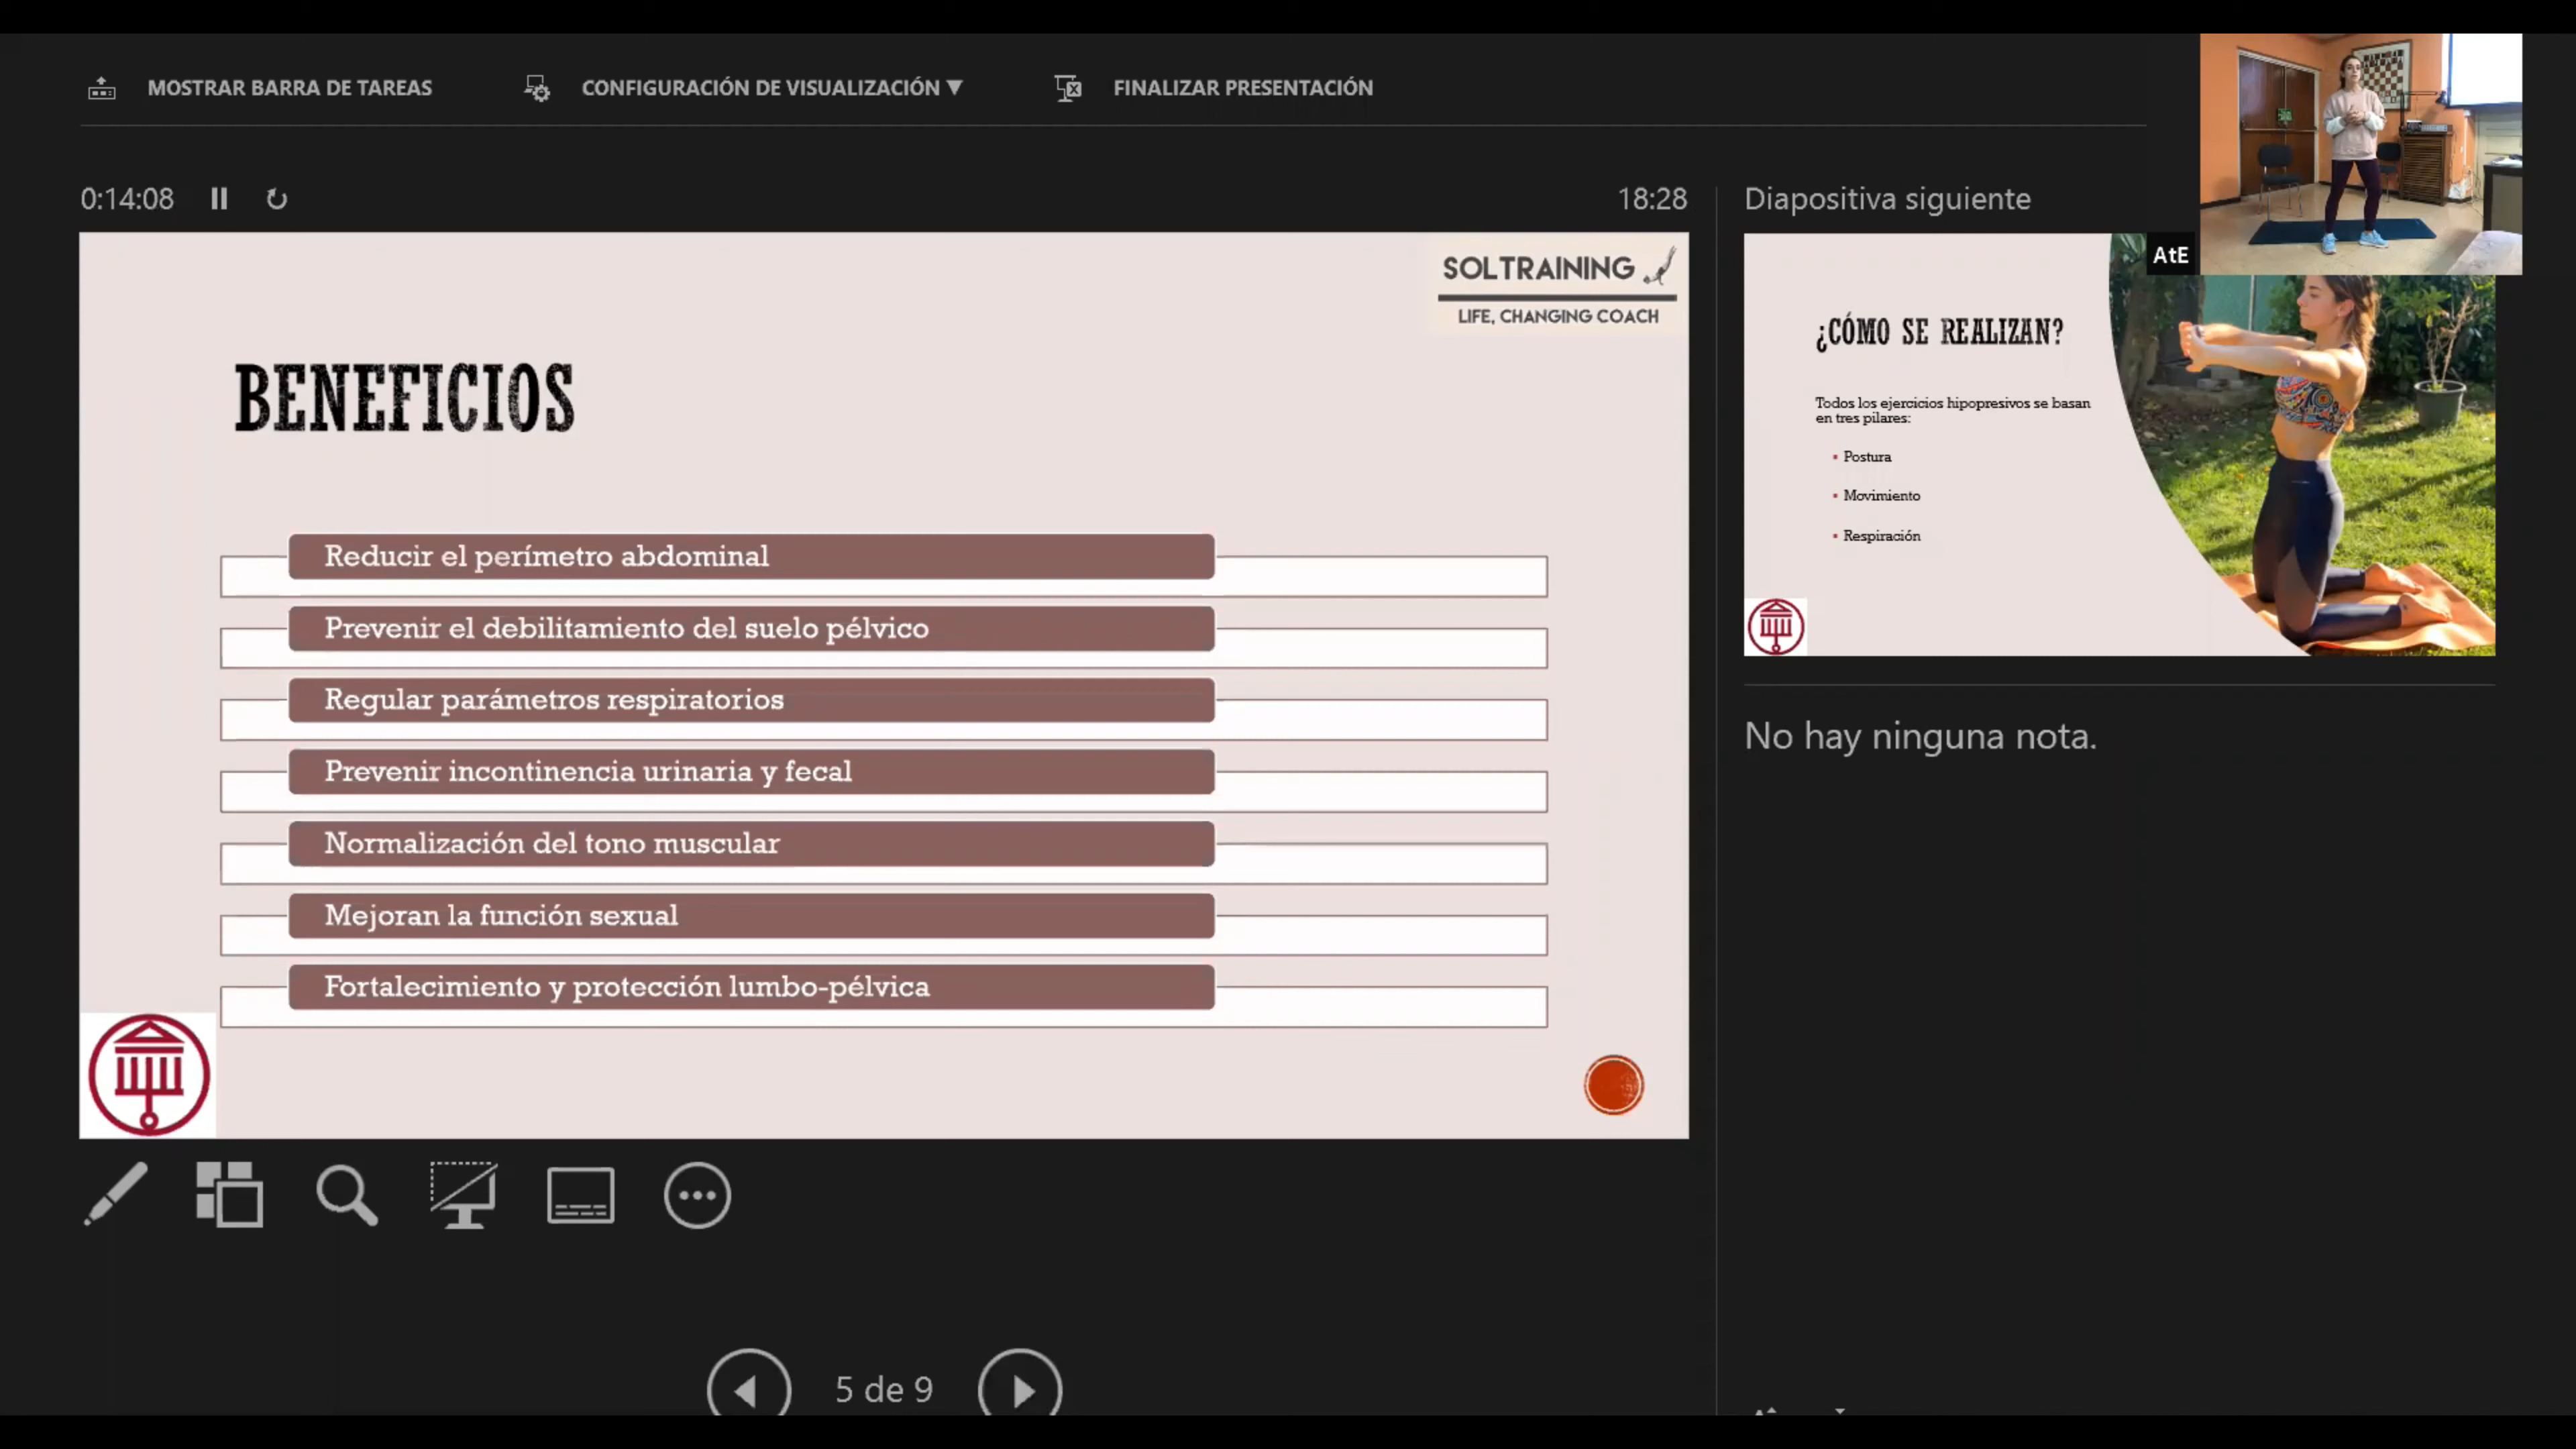 MOSTRAR BARRA DE TAREAS
CONFIGURACIÓN DE VISUALIZACIÓN ▼
FINALIZAR PRESENTACIÓN
0:14:08
18:28
SOLTRAINING
LIFE, CHANGING COACH
BENEFICIOS
Reducir el perímetro abdominal
Prevenir el debilitamiento del suelo pélvico
Regular parámetros respiratorios
Prevenir incontinencia urinaria y fecal
Normalización del tono muscular
Mejoran la función sexual
Fortalecimiento y protección lumbo-pélvica
5 de 9
Diapositiva siguiente
AtE
¿CÓMO SE REALIZAN?
Todos los ejercicios hipopresivos se basan
en tres pilares:
▪ Postura
▪ Movimiento
▪ Respiración
No hay ninguna nota.